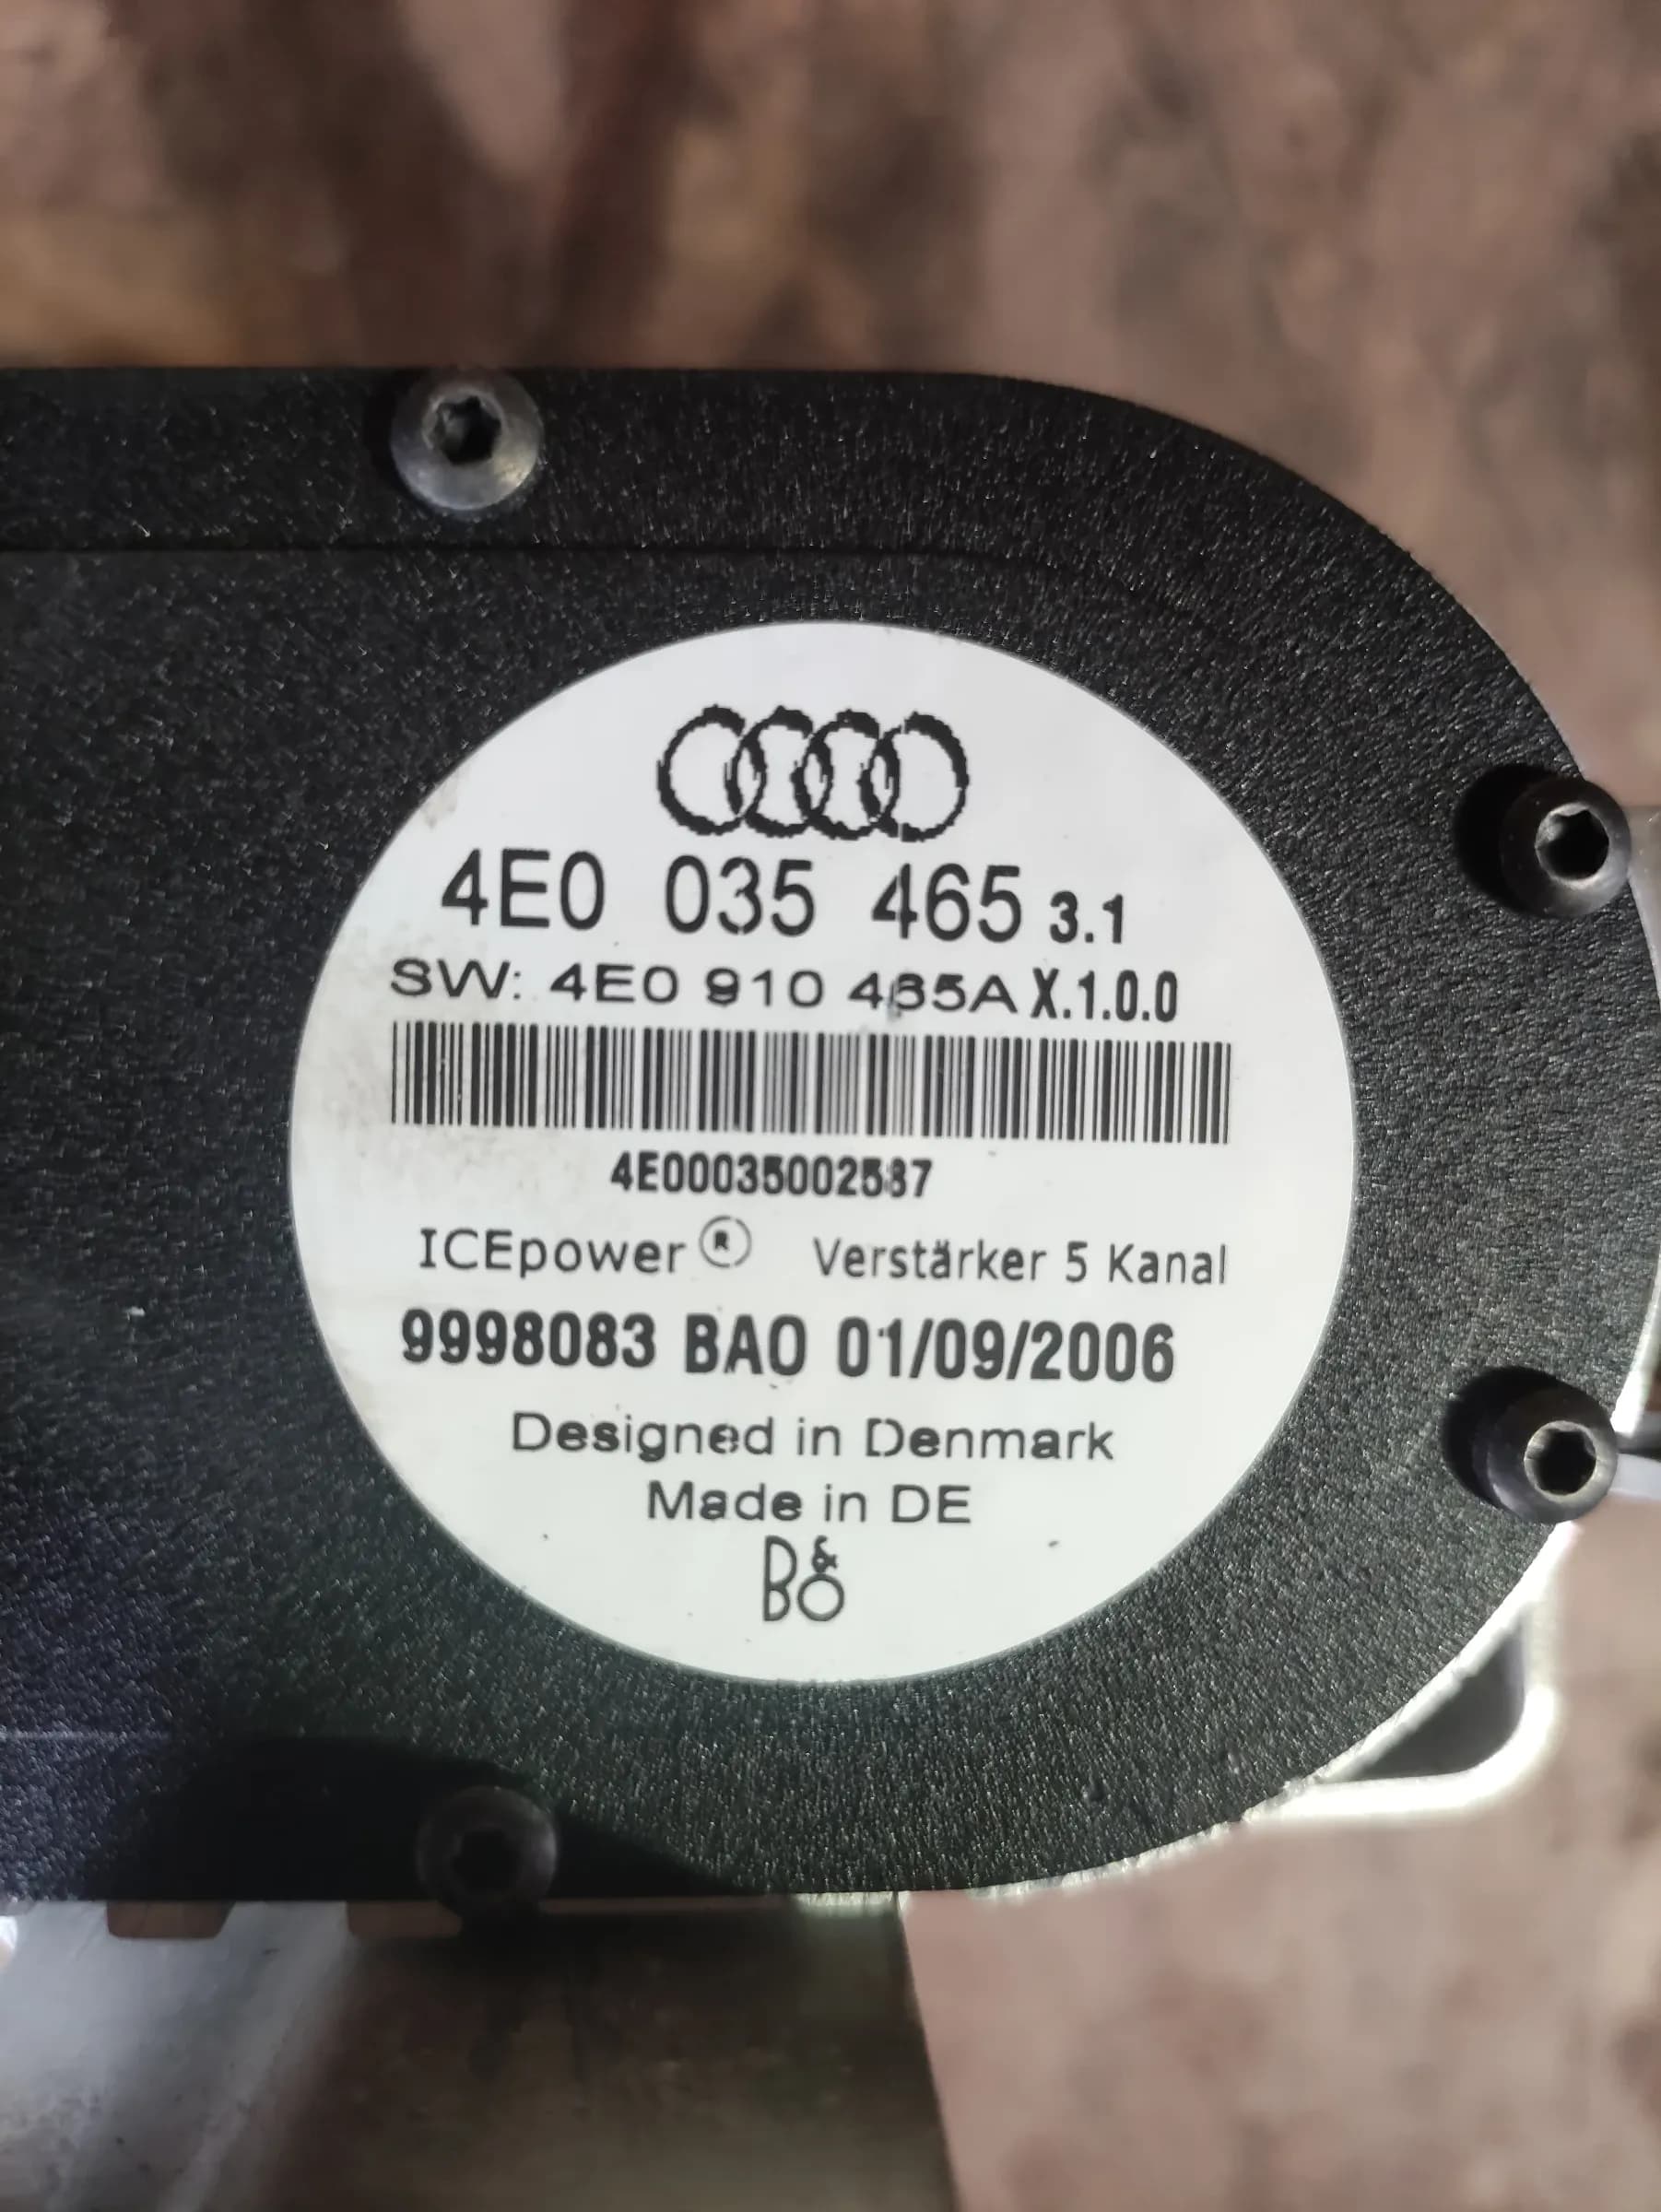 4E0 035 465 3.1
SW: 4E0 910 465A X.1.0.0
4E00035002587
ICEpower® Verstärker 5 Kanal
9998083 BAO 01/09/2006
Designed in Denmark
Made in DE
B&O